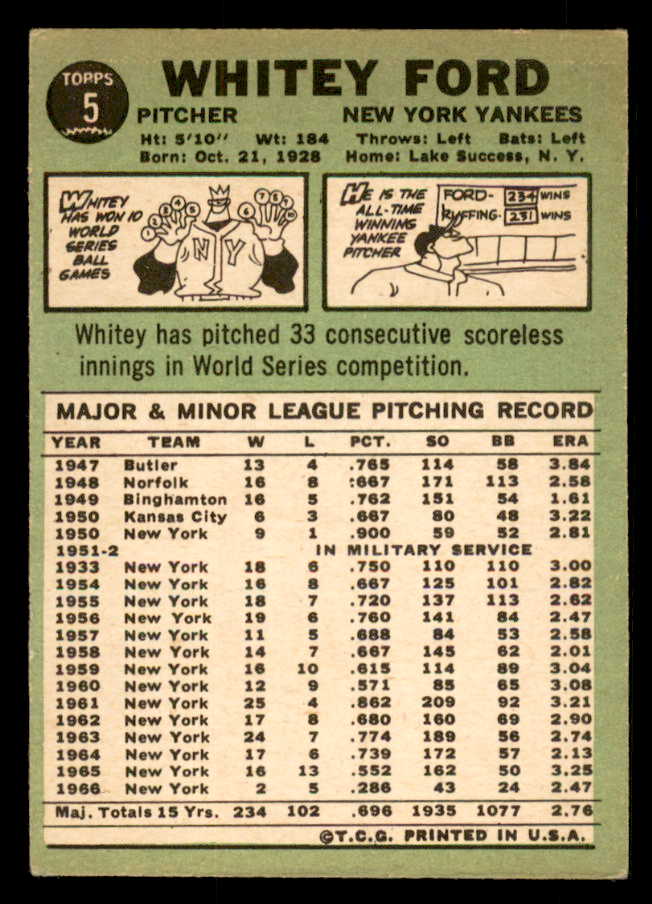 TOPPS
5
WHITEY FORD
PITCHER NEW YORK YANKEES
Ht: 5'10" Wt: 184 Throws: Left Bats: Left
Born: Oct. 21, 1928 Home: Lake Success, N. Y.
WHITEY
HAS WON 10
WORLD
SERIES
BALL
GAMES
NY
HE IS THE
ALL-TIME
WINNING
YANKEE
PITCHER
FORD- 234 WINS
RUFFING- 231 WINS
Whitey has pitched 33 consecutive scoreless
innings in World Series competition.
MAJOR & MINOR LEAGUE PITCHING RECORD
YEAR TEAM W L PCT. SO BB ERA
1947 Butler 13 4 .765 114 58 3.84
1948 Norfolk 16 8 .667 171 113 2.58
1949 Binghamton 16 5 .762 151 54 1.61
1950 Kansas City 6 3 .667 80 48 3.22
1950 New York 9 1 .900 59 52 2.81
1951-2 IN MILITARY SERVICE
1933 New York 18 6 .750 110 110 3.00
1954 New York 16 8 .667 125 101 2.82
1955 New York 18 7 .720 137 113 2.62
1956 New York 19 6 .760 141 84 2.47
1957 New York 11 5 .688 84 53 2.58
1958 New York 14 7 .667 145 62 2.01
1959 New York 16 10 .615 114 89 3.04
1960 New York 12 9 .571 85 65 3.08
1961 New York 25 4 .862 209 92 3.21
1962 New York 17 8 .680 160 69 2.90
1963 New York 24 7 .774 189 56 2.74
1964 New York 17 6 .739 172 57 2.13
1965 New York 16 13 .552 162 50 3.25
1966 New York 2 5 .286 43 24 2.47
Maj. Totals 15 Yrs. 234 102 .696 1935 1077 2.76
©T.C.G. PRINTED IN U.S.A.